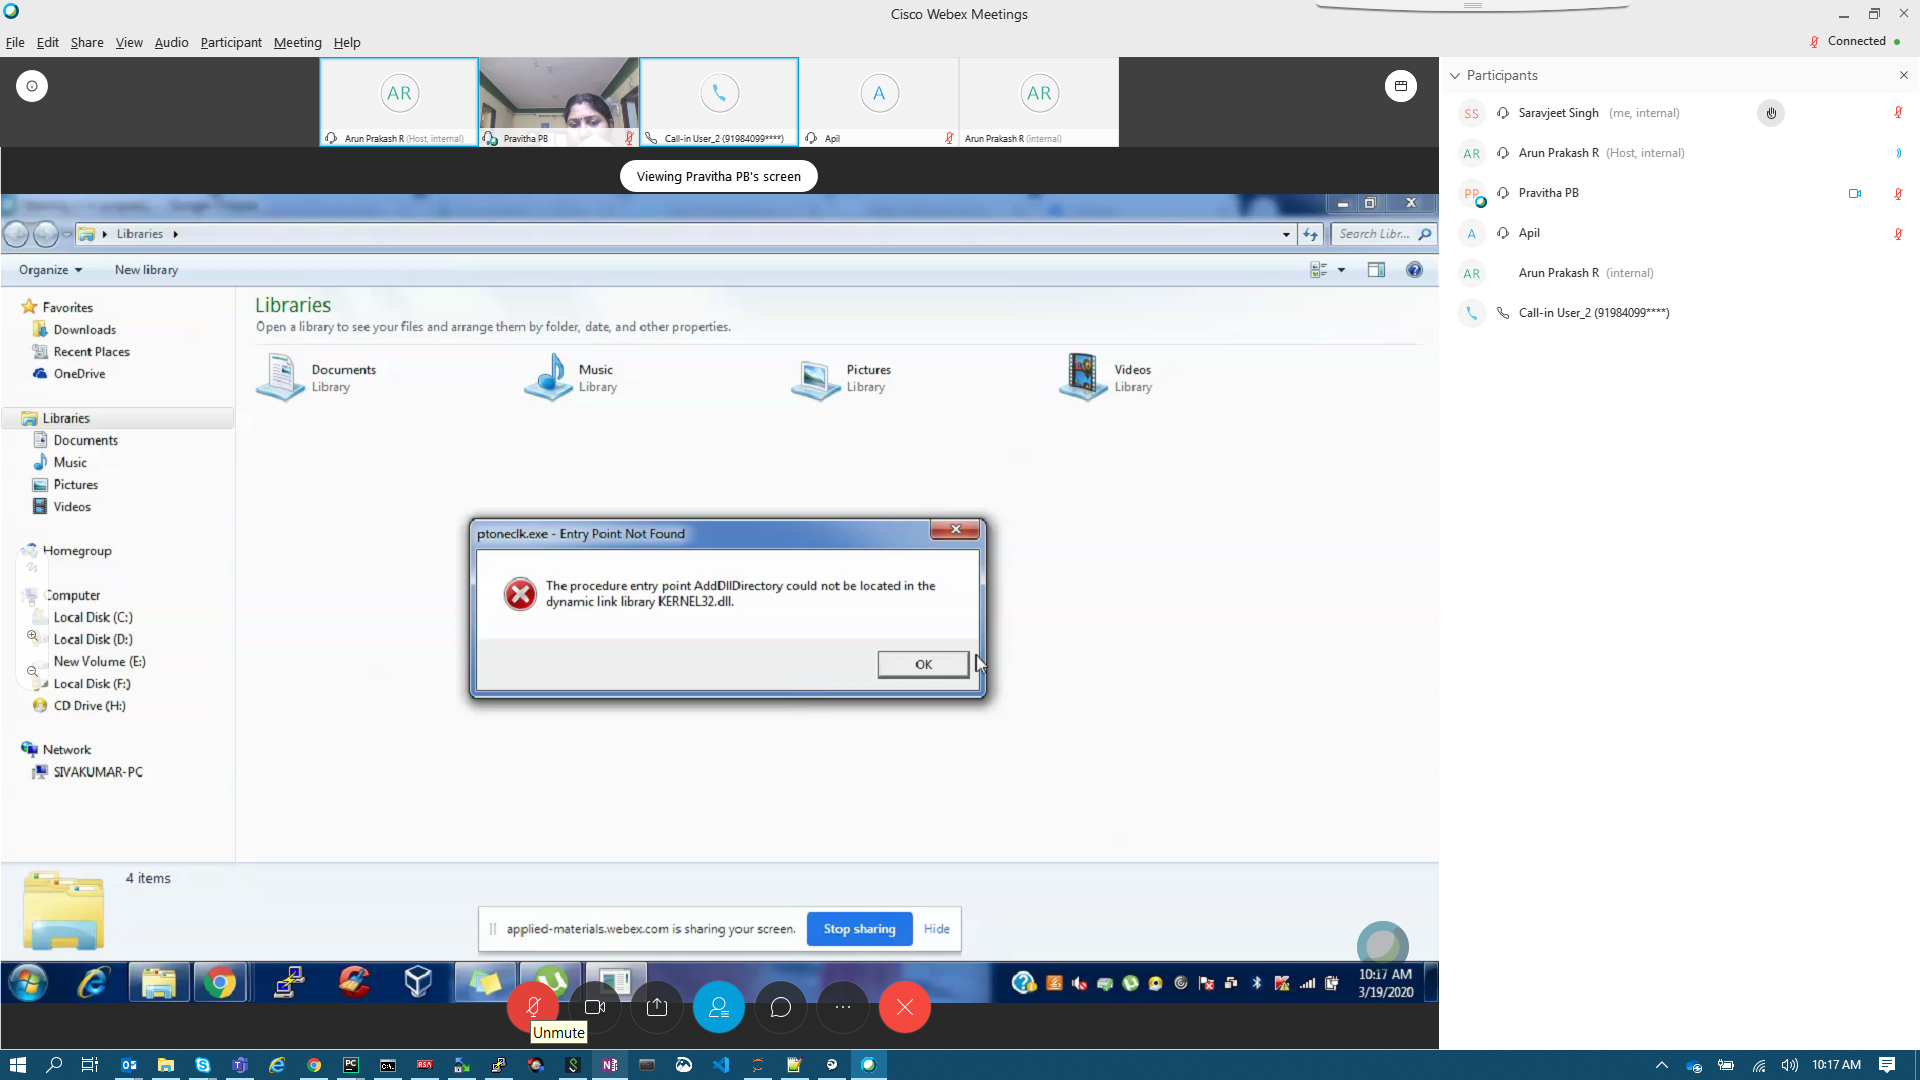 Cisco Webex Meetings
File Edit Share View Audio Participant Meeting Help
Connected
AR
Arun Prakash R (Host, internal)
Pravitha PB
Call-in User_2 (91984099****)
A
Apil
AR
Arun Prakash R (internal)
Viewing Pravitha PB's screen
Participants
SS Saravjeet Singh (me, internal)
AR Arun Prakash R (Host, internal)
PP Pravitha PB
A Apil
AR Arun Prakash R (internal)
Call-in User_2 (91984099****)
Libraries
Search Libr...
Organize
New library
Favorites
Downloads
Recent Places
OneDrive
Libraries
Documents
Music
Pictures
Videos
Homegroup
Computer
Local Disk (C:)
Local Disk (D:)
New Volume (E:)
Local Disk (F:)
CD Drive (H:)
Network
SIVAKUMAR-PC
Libraries
Open a library to see your files and arrange them by folder, date, and other properties.
Documents
Library
Music
Library
Pictures
Library
Videos
Library
ptoneclk.exe - Entry Point Not Found
The procedure entry point AddDllDirectory could not be located in the
dynamic link library KERNEL32.dll.
OK
4 items
applied-materials.webex.com is sharing your screen.
Stop sharing
Hide
10:17 AM
3/19/2020
Unmute
10:17 AM